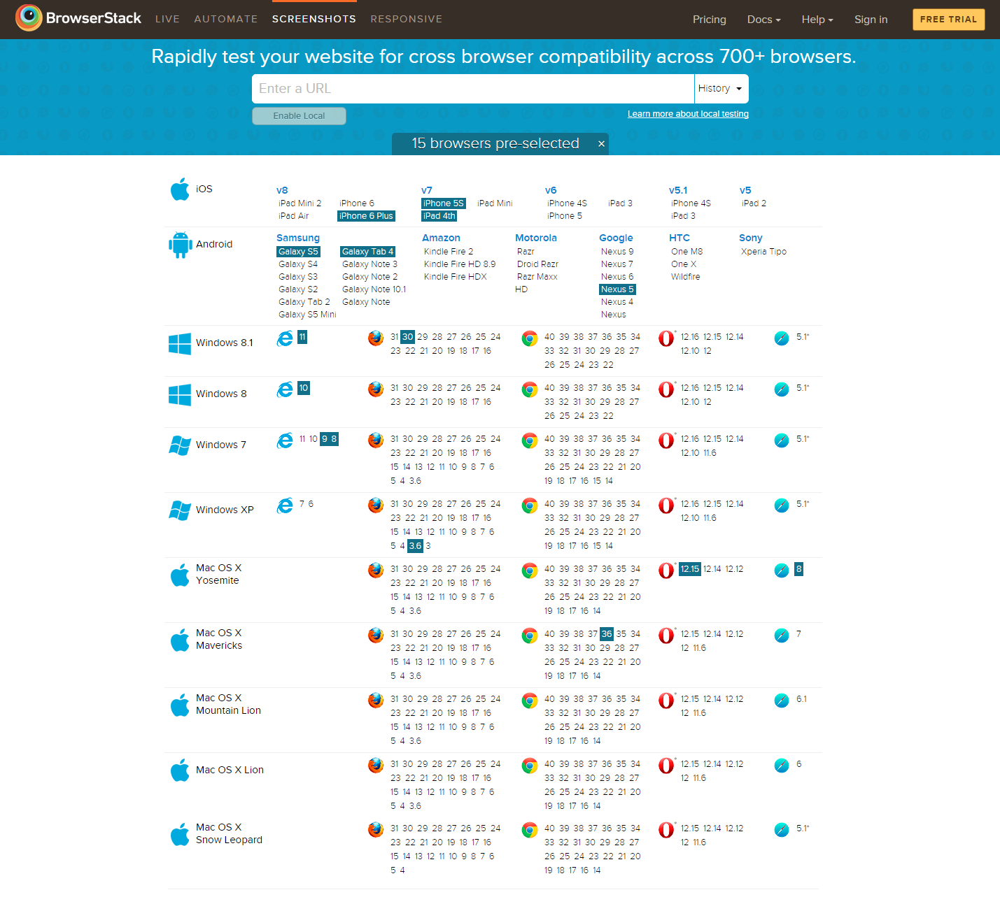 BrowserStack LIVE AUTOMATE SCREENSHOTS RESPONSIVE Pricing Docs Help Sign in FREE TRIAL
Rapidly test your website for cross browser compatibility across 700+ browsers.
Enter a URL History
Enable Local Learn more about local testing
15 browsers pre-selected ×
iOS v8 v7 v6 v5.1 v5
iPad Mini 2 iPhone 6 iPhone 5S iPad Mini iPhone 4S iPad 3 iPhone 4S iPad 2
iPad Air iPhone 6 Plus iPad 4th iPhone 5 iPad 3
Android Samsung Amazon Motorola Google HTC Sony
Galaxy S5 Galaxy Tab 4 Kindle Fire 2 Razr Nexus 9 One M8 Xperia Tipo
Galaxy S4 Galaxy Note 3 Kindle Fire HD 8.9 Droid Razr Nexus 7 One X
Galaxy S3 Galaxy Note 2 Kindle Fire HDX Razr Maxx Nexus 6 Wildfire
Galaxy S2 Galaxy Note 10.1 HD Nexus 5
Galaxy Tab 2 Galaxy Note Nexus 4
Galaxy S5 Mini Nexus
Windows 8.1 11 31 30 29 28 27 26 25 24 40 39 38 37 36 35 34 * 12.16 12.15 12.14 5.1*
23 22 21 20 19 18 17 16 33 32 31 30 29 28 27 12.10 12
26 25 24 23 22
Windows 8 10 31 30 29 28 27 26 25 24 40 39 38 37 36 35 34 * 12.16 12.15 12.14 5.1*
23 22 21 20 19 18 17 16 33 32 31 30 29 28 27 12.10 12
26 25 24 23 22
Windows 7 11 10 9 8 31 30 29 28 27 26 25 24 40 39 38 37 36 35 34 * 12.16 12.15 12.14 5.1*
23 22 21 20 19 18 17 16 33 32 31 30 29 28 27 12.10 11.6
15 14 13 12 11 10 9 8 7 6 26 25 24 23 22 21 20
5 4 3.6 19 18 17 16 15 14
Windows XP 7 6 31 30 29 28 27 26 25 24 40 39 38 37 36 35 34 * 12.16 12.15 12.14 5.1*
23 22 21 20 19 18 17 16 33 32 31 30 29 28 27 12.10 11.6
15 14 13 12 11 10 9 8 7 6 26 25 24 23 22 21 20
5 4 3.6 3 19 18 17 16 15 14
Mac OS X 31 30 29 28 27 26 25 24 40 39 38 37 36 35 34 * 12.15 12.14 12.12 8
Yosemite 23 22 21 20 19 18 17 16 33 32 31 30 29 28 27
15 14 13 12 11 10 9 8 7 6 26 25 24 23 22 21 20
5 4 3.6 19 18 17 16 14
Mac OS X 31 30 29 28 27 26 25 24 40 39 38 37 36 35 34 * 12.15 12.14 12.12 7
Mavericks 23 22 21 20 19 18 17 16 33 32 31 30 29 28 27 12 11.6
15 14 13 12 11 10 9 8 7 6 26 25 24 23 22 21 20
5 4 3.6 19 18 17 16 14
Mac OS X 31 30 29 28 27 26 25 24 40 39 38 37 36 35 34 * 12.15 12.14 12.12 6.1
Mountain Lion 23 22 21 20 19 18 17 16 33 32 31 30 29 28 27 12 11.6
15 14 13 12 11 10 9 8 7 6 26 25 24 23 22 21 20
5 4 3.6 19 18 17 16 14
Mac OS X Lion 31 30 29 28 27 26 25 24 40 39 38 37 36 35 34 * 12.15 12.14 12.12 6
23 22 21 20 19 18 17 16 33 32 31 30 29 28 27 12 11.6
15 14 13 12 11 10 9 8 7 6 26 25 24 23 22 21 20
5 4 3.6 19 18 17 16 14
Mac OS X 31 30 29 28 27 26 25 24 40 39 38 37 36 35 34 * 12.15 12.14 12.12 5.1*
Snow Leopard 23 22 21 20 19 18 17 16 33 32 31 30 29 28 27 12 11.6
15 14 13 12 11 10 9 8 7 6 26 25 24 23 22 21 20
5 4 19 18 17 16 14